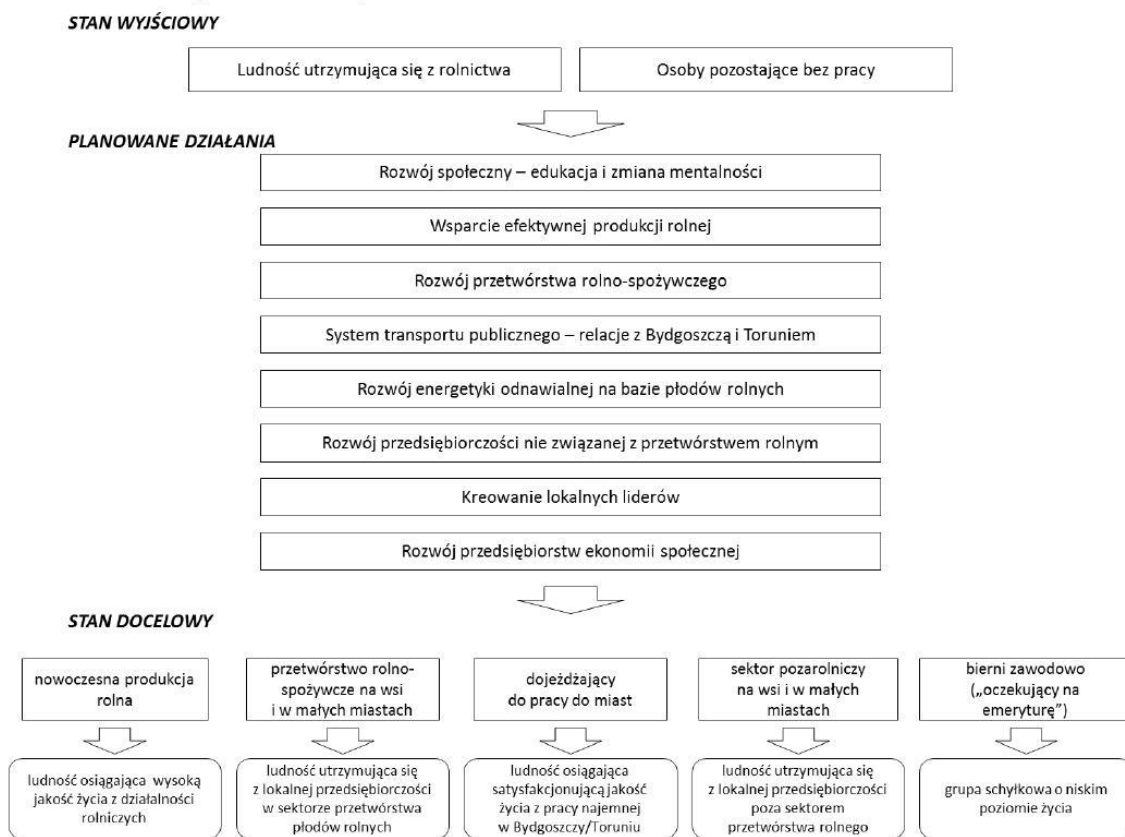 STAN WYJŚCIOWY
Ludność utrzymująca się z rolnictwa
Osoby pozostające bez pracy
PLANOWANE DZIAŁANIA
Rozwój społeczny – edukacja i zmiana mentalności
Wsparcie efektywnej produkcji rolnej
Rozwój przetwórstwa rolno-spożywczego
System transportu publicznego – relacje z Bydgoszczą i Toruniem
Rozwój energetyki odnawialnej na bazie płodów rolnych
Rozwój przedsiębiorczości nie związanej z przetwórstwem rolnym
Kreowanie lokalnych liderów
Rozwój przedsiębiorstw ekonomii społecznej
STAN DOCELOWY
nowoczesna produkcja
rolna
przetwórstwo rolno-
spożywcze na wsi
i w małych miastach
dojeżdżający
do pracy do miast
sektor pozarolniczy
na wsi i w małych
miastach
bierni zawodowo
(„oczekujący na
emeryturę”)
ludność osiągająca wysoką
jakość życia z działalności
rolniczych
ludność utrzymująca się
z lokalnej przedsiębiorczości
w sektorze przetwórstwa
płodów rolnych
ludność osiągająca
satysfakcjonującą jakość
życia z pracy najemnej
w Bydgoszczy/Toruniu
ludność utrzymująca się
z lokalnej przedsiębiorczości
poza sektorem
przetwórstwa rolnego
grupa schyłkowa o niskim
poziomie życia